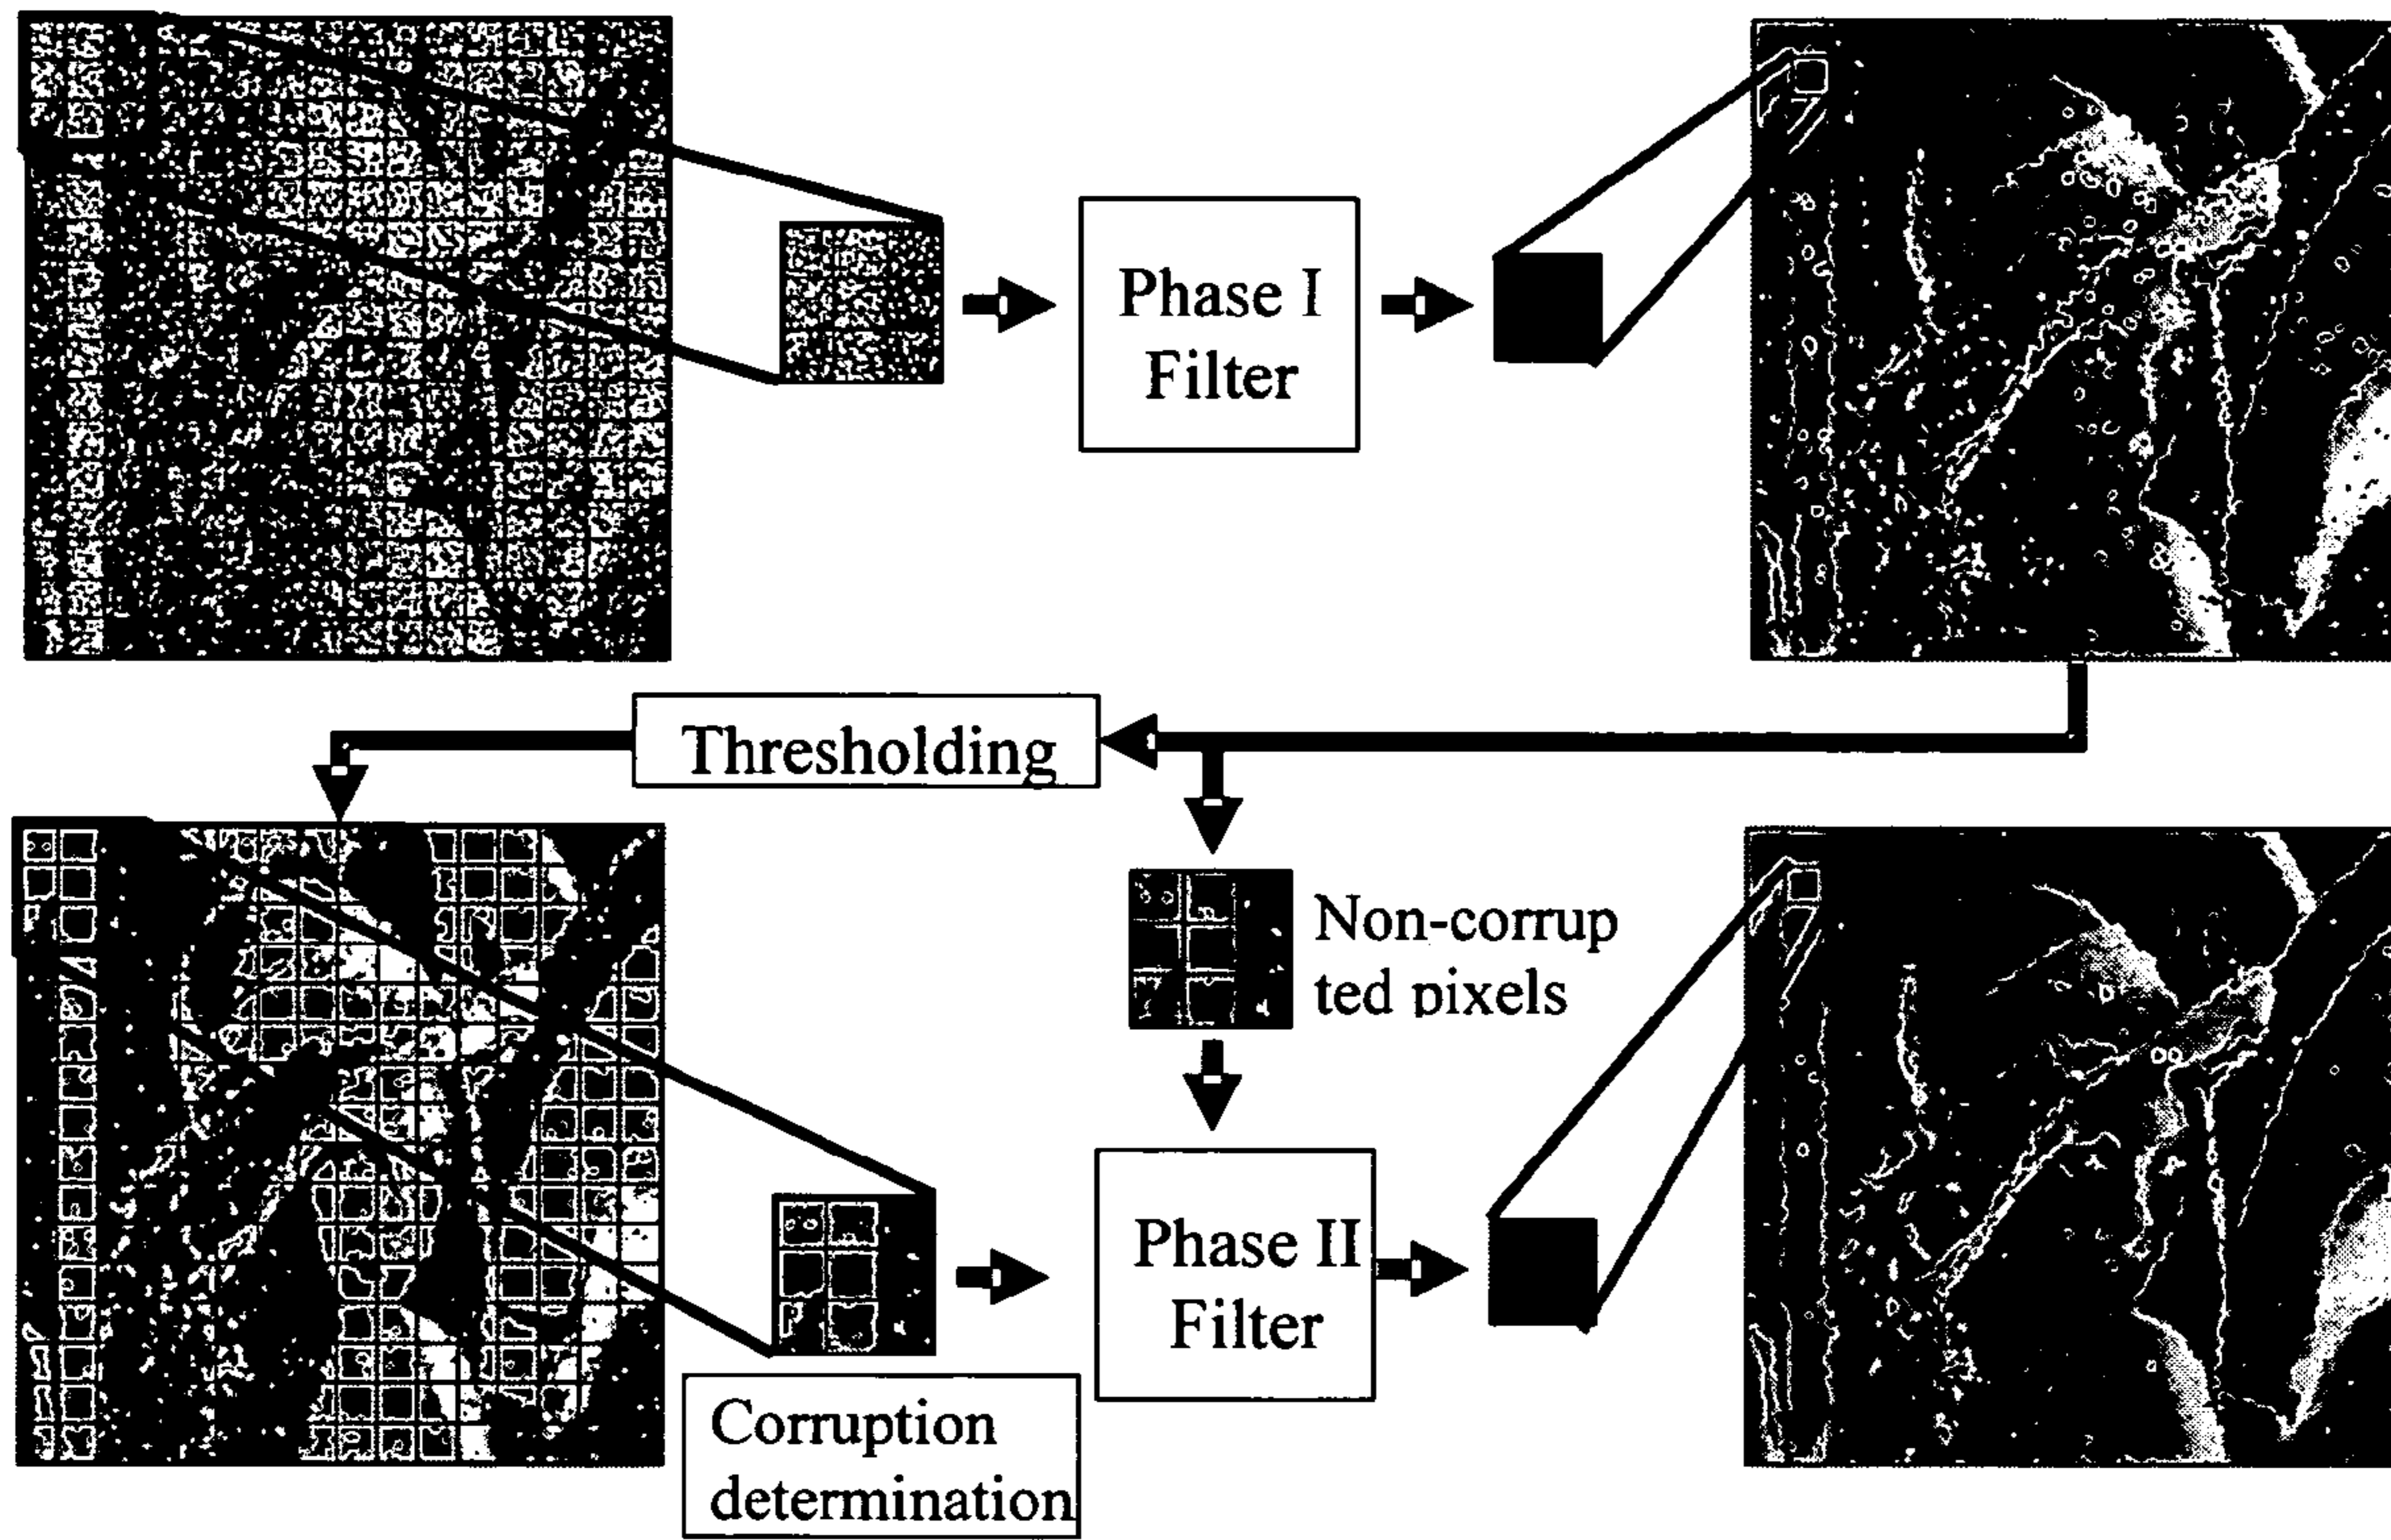 Phase I
Filter
Thresholding
Non-corrup
ted pixels
Phase II
Filter
Corruption
determination